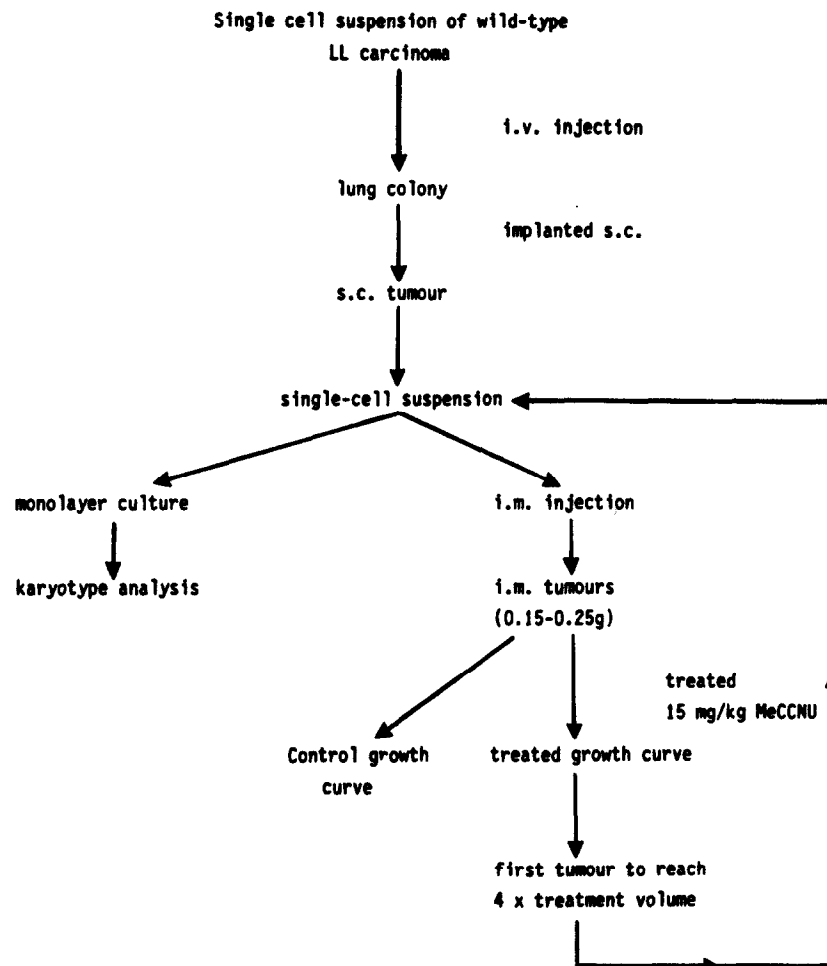 Single cell suspension of wild-type
LL carcinoma
i.v. injection
lung colony
implanted s.c.
s.c. tumour
single-cell suspension
monolayer culture
i.m. injection
karyotype analysis
i.m. tumours
(0.15-0.25g)
treated
15 mg/kg MeCCNU
Control growth
curve
treated growth curve
first tumour to reach
4 x treatment volume